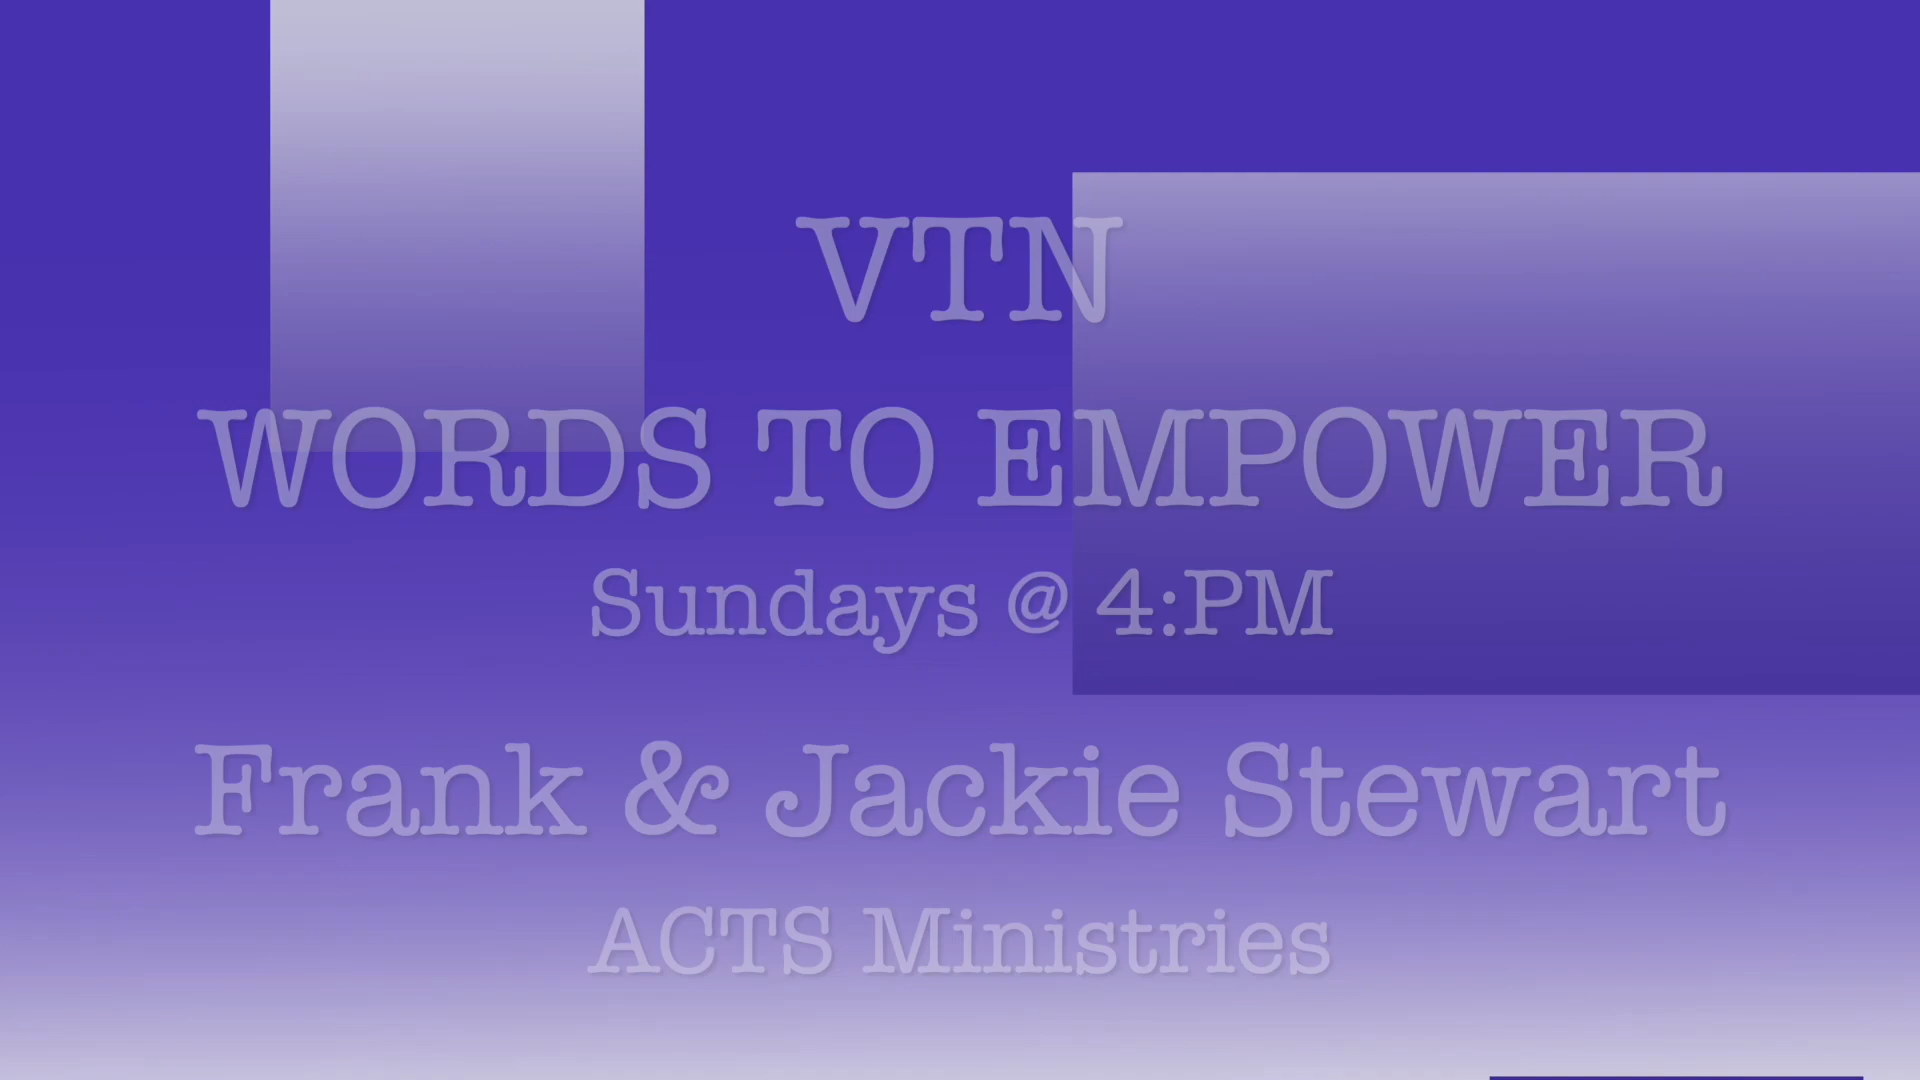 VTN
WORDS TO EMPOWER
Sundays @ 4:PM
Frank & Jackie Stewart
ACTS Ministries